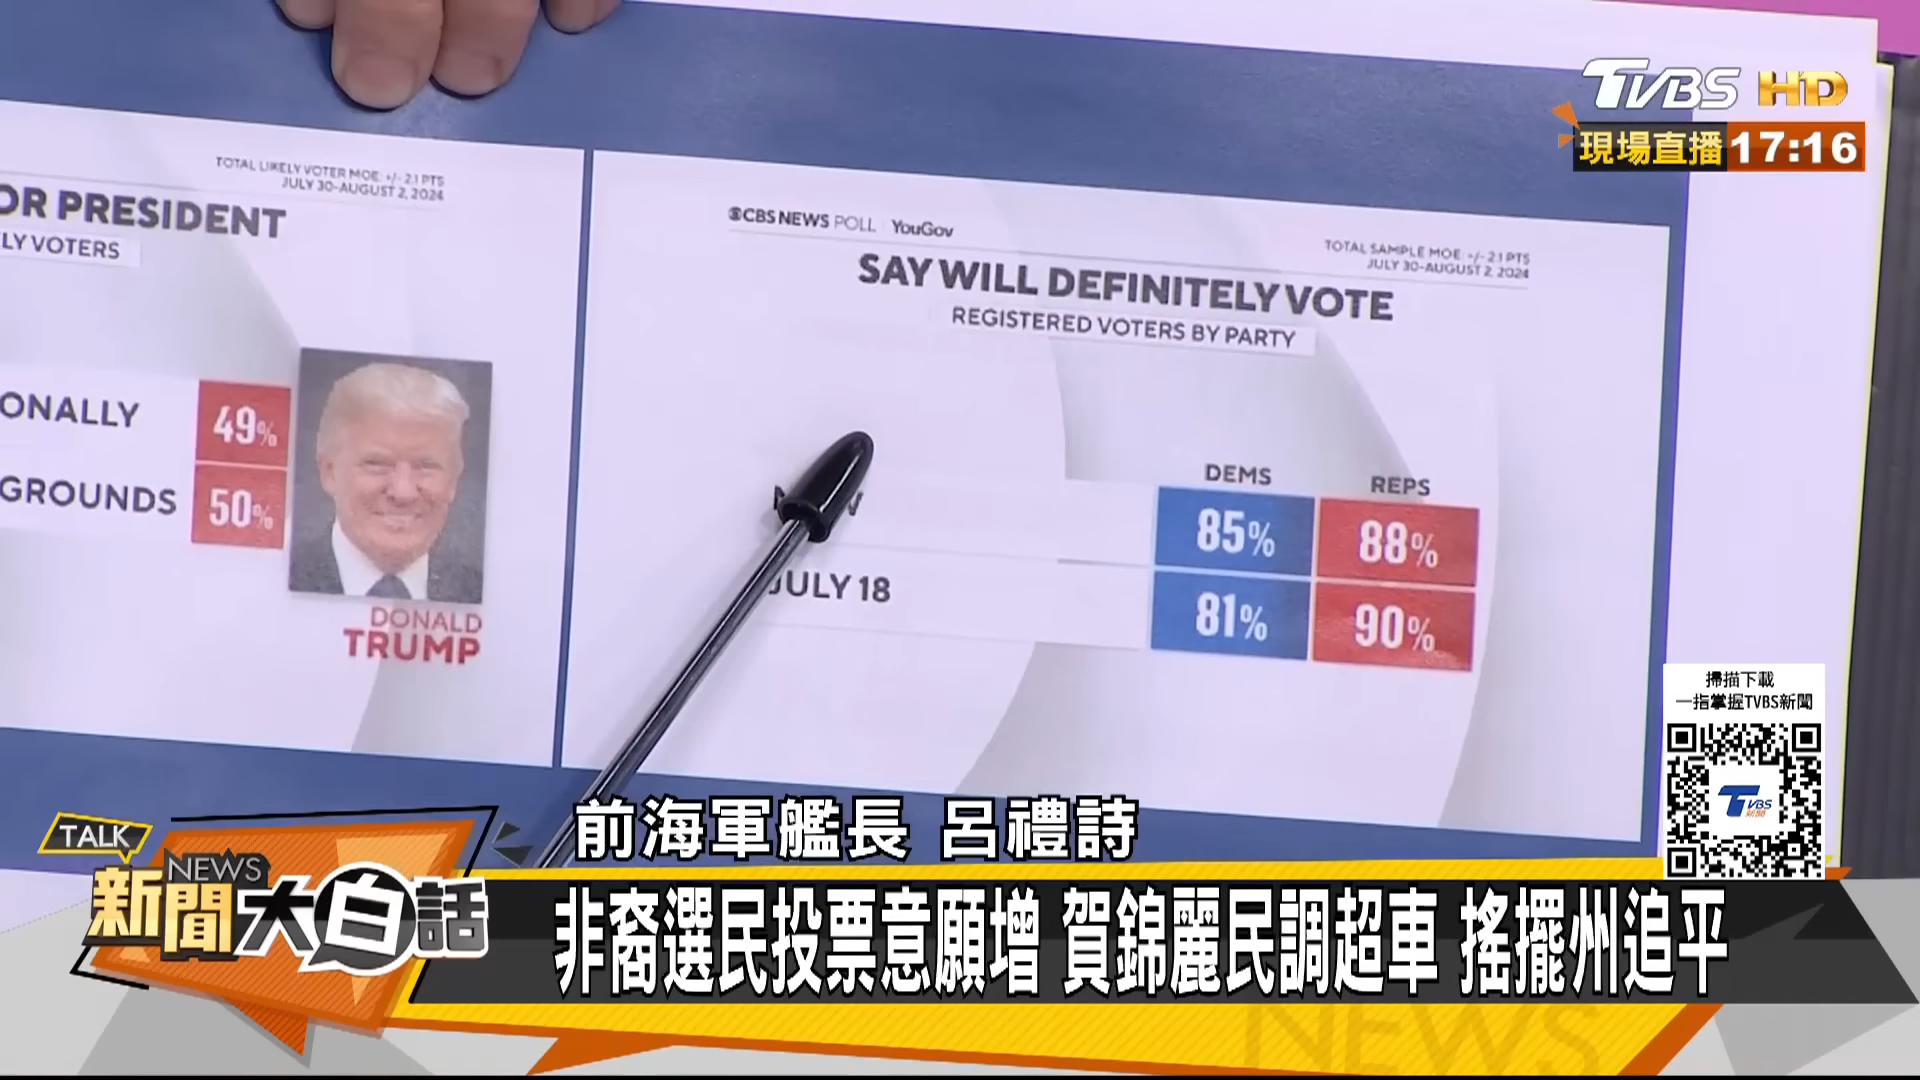 TVBS HD
現場直播 17:16
TOTAL LIKELY VOTER MOE: +/- 2.1 PTS
JULY 30-AUGUST 2, 2024
OR PRESIDENT
LY VOTERS
ONALLY 49%
GROUNDS 50%
DONALD
TRUMP
CBS NEWS POLL YouGov
TOTAL SAMPLE MOE: +/- 2.1 PTS
JULY 30-AUGUST 2, 2024
SAY WILL DEFINITELY VOTE
REGISTERED VOTERS BY PARTY
DEMS REPS
85% 88%
JULY 18 81% 90%
掃描下載
一指掌握TVBS新聞
TVBS
新聞
前海軍艦長 呂禮詩
TALK
NEWS
新聞大白話
非裔選民投票意願增 賀錦麗民調超車 搖擺州追平
NEWS